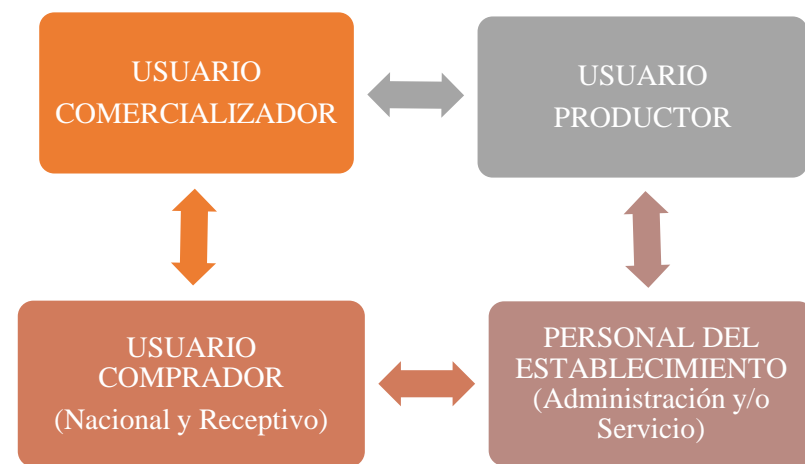 USUARIO
COMERCIALIZADOR
USUARIO
PRODUCTOR
USUARIO
COMPRADOR
(Nacional y Receptivo)
PERSONAL DEL
ESTABLECIMIENTO
(Administración y/o
Servicio)